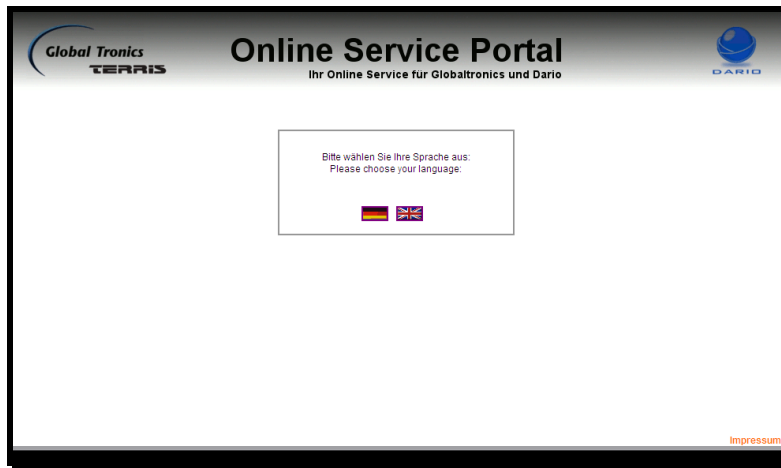 Global Tronics
TERRIS
Online Service Portal
Ihr Online Service für Globaltronics und Dario
DARIO
Bitte wählen Sie Ihre Sprache aus:
Please choose your language:
Impressum